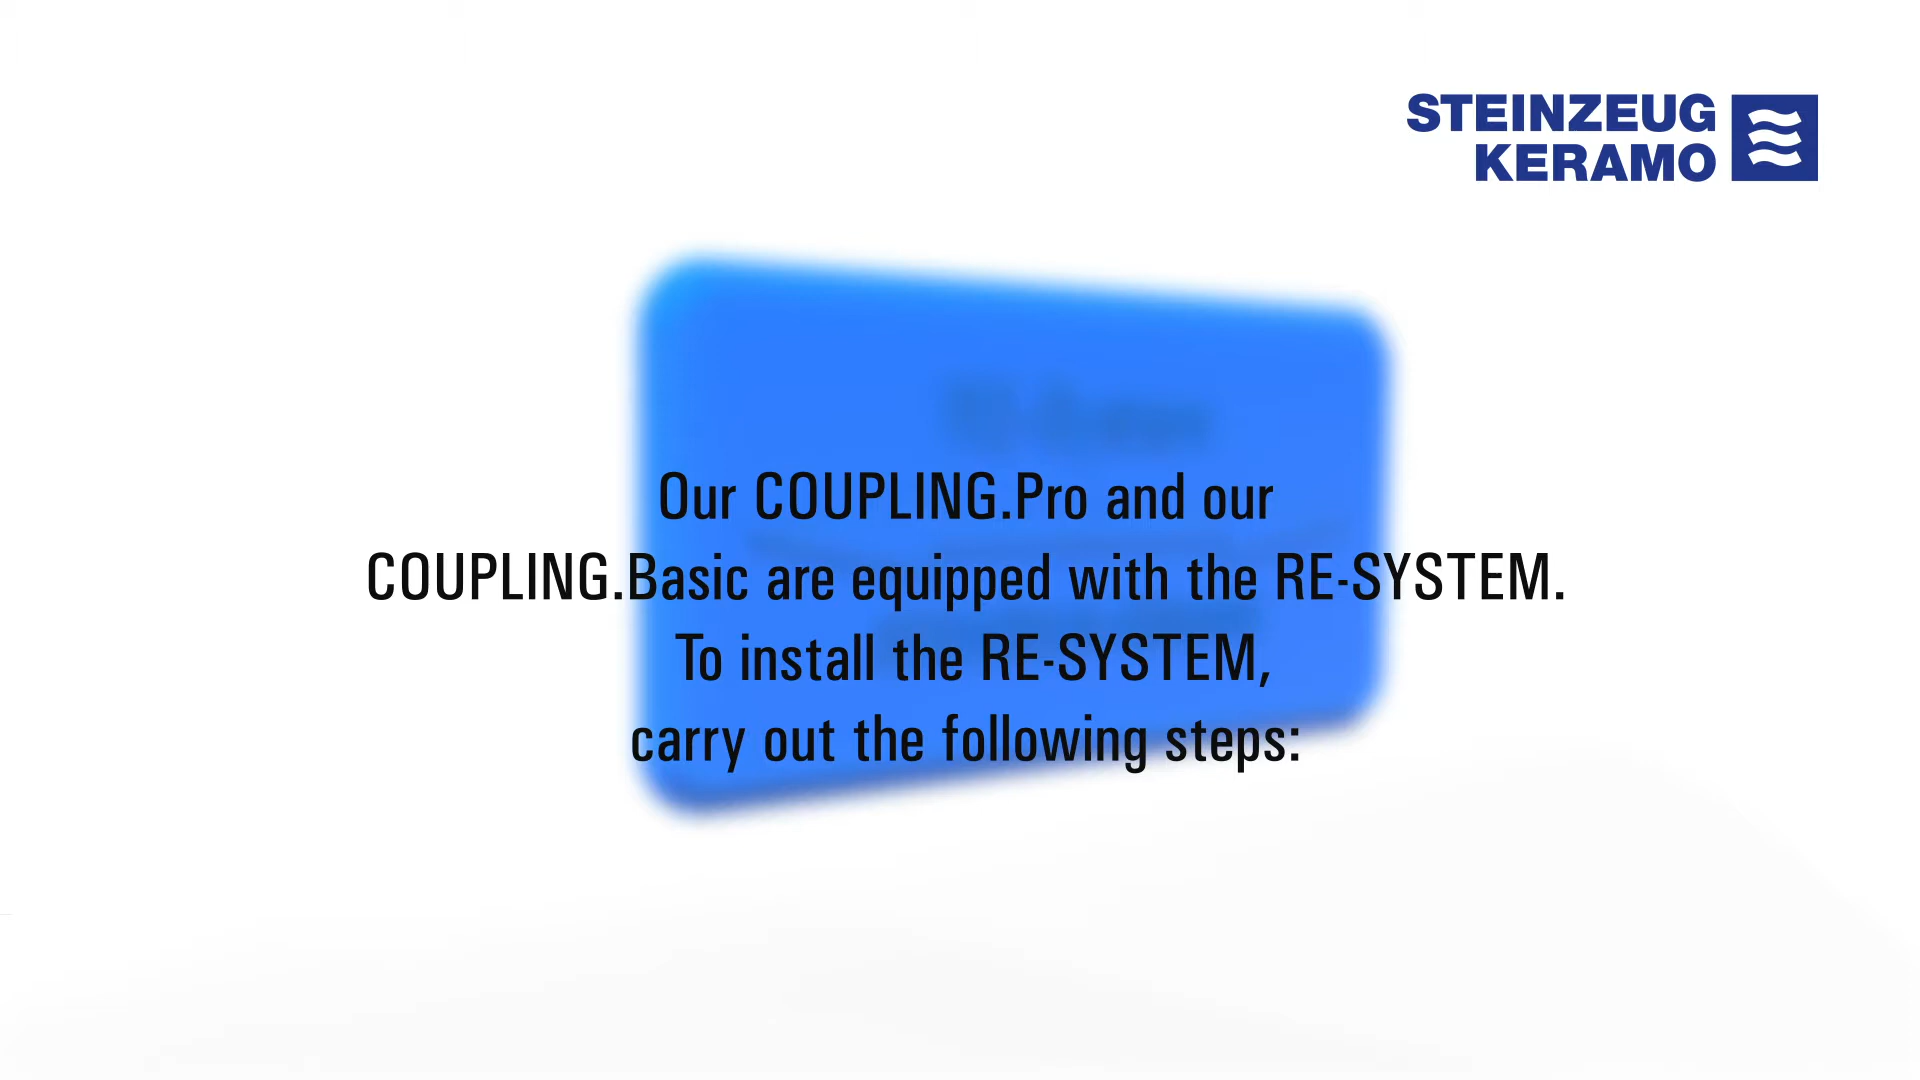 STEINZEUG
KERAMO
Our COUPLING.Pro and our
COUPLING.Basic are equipped with the RE-SYSTEM.
To install the RE-SYSTEM,
carry out the following steps: